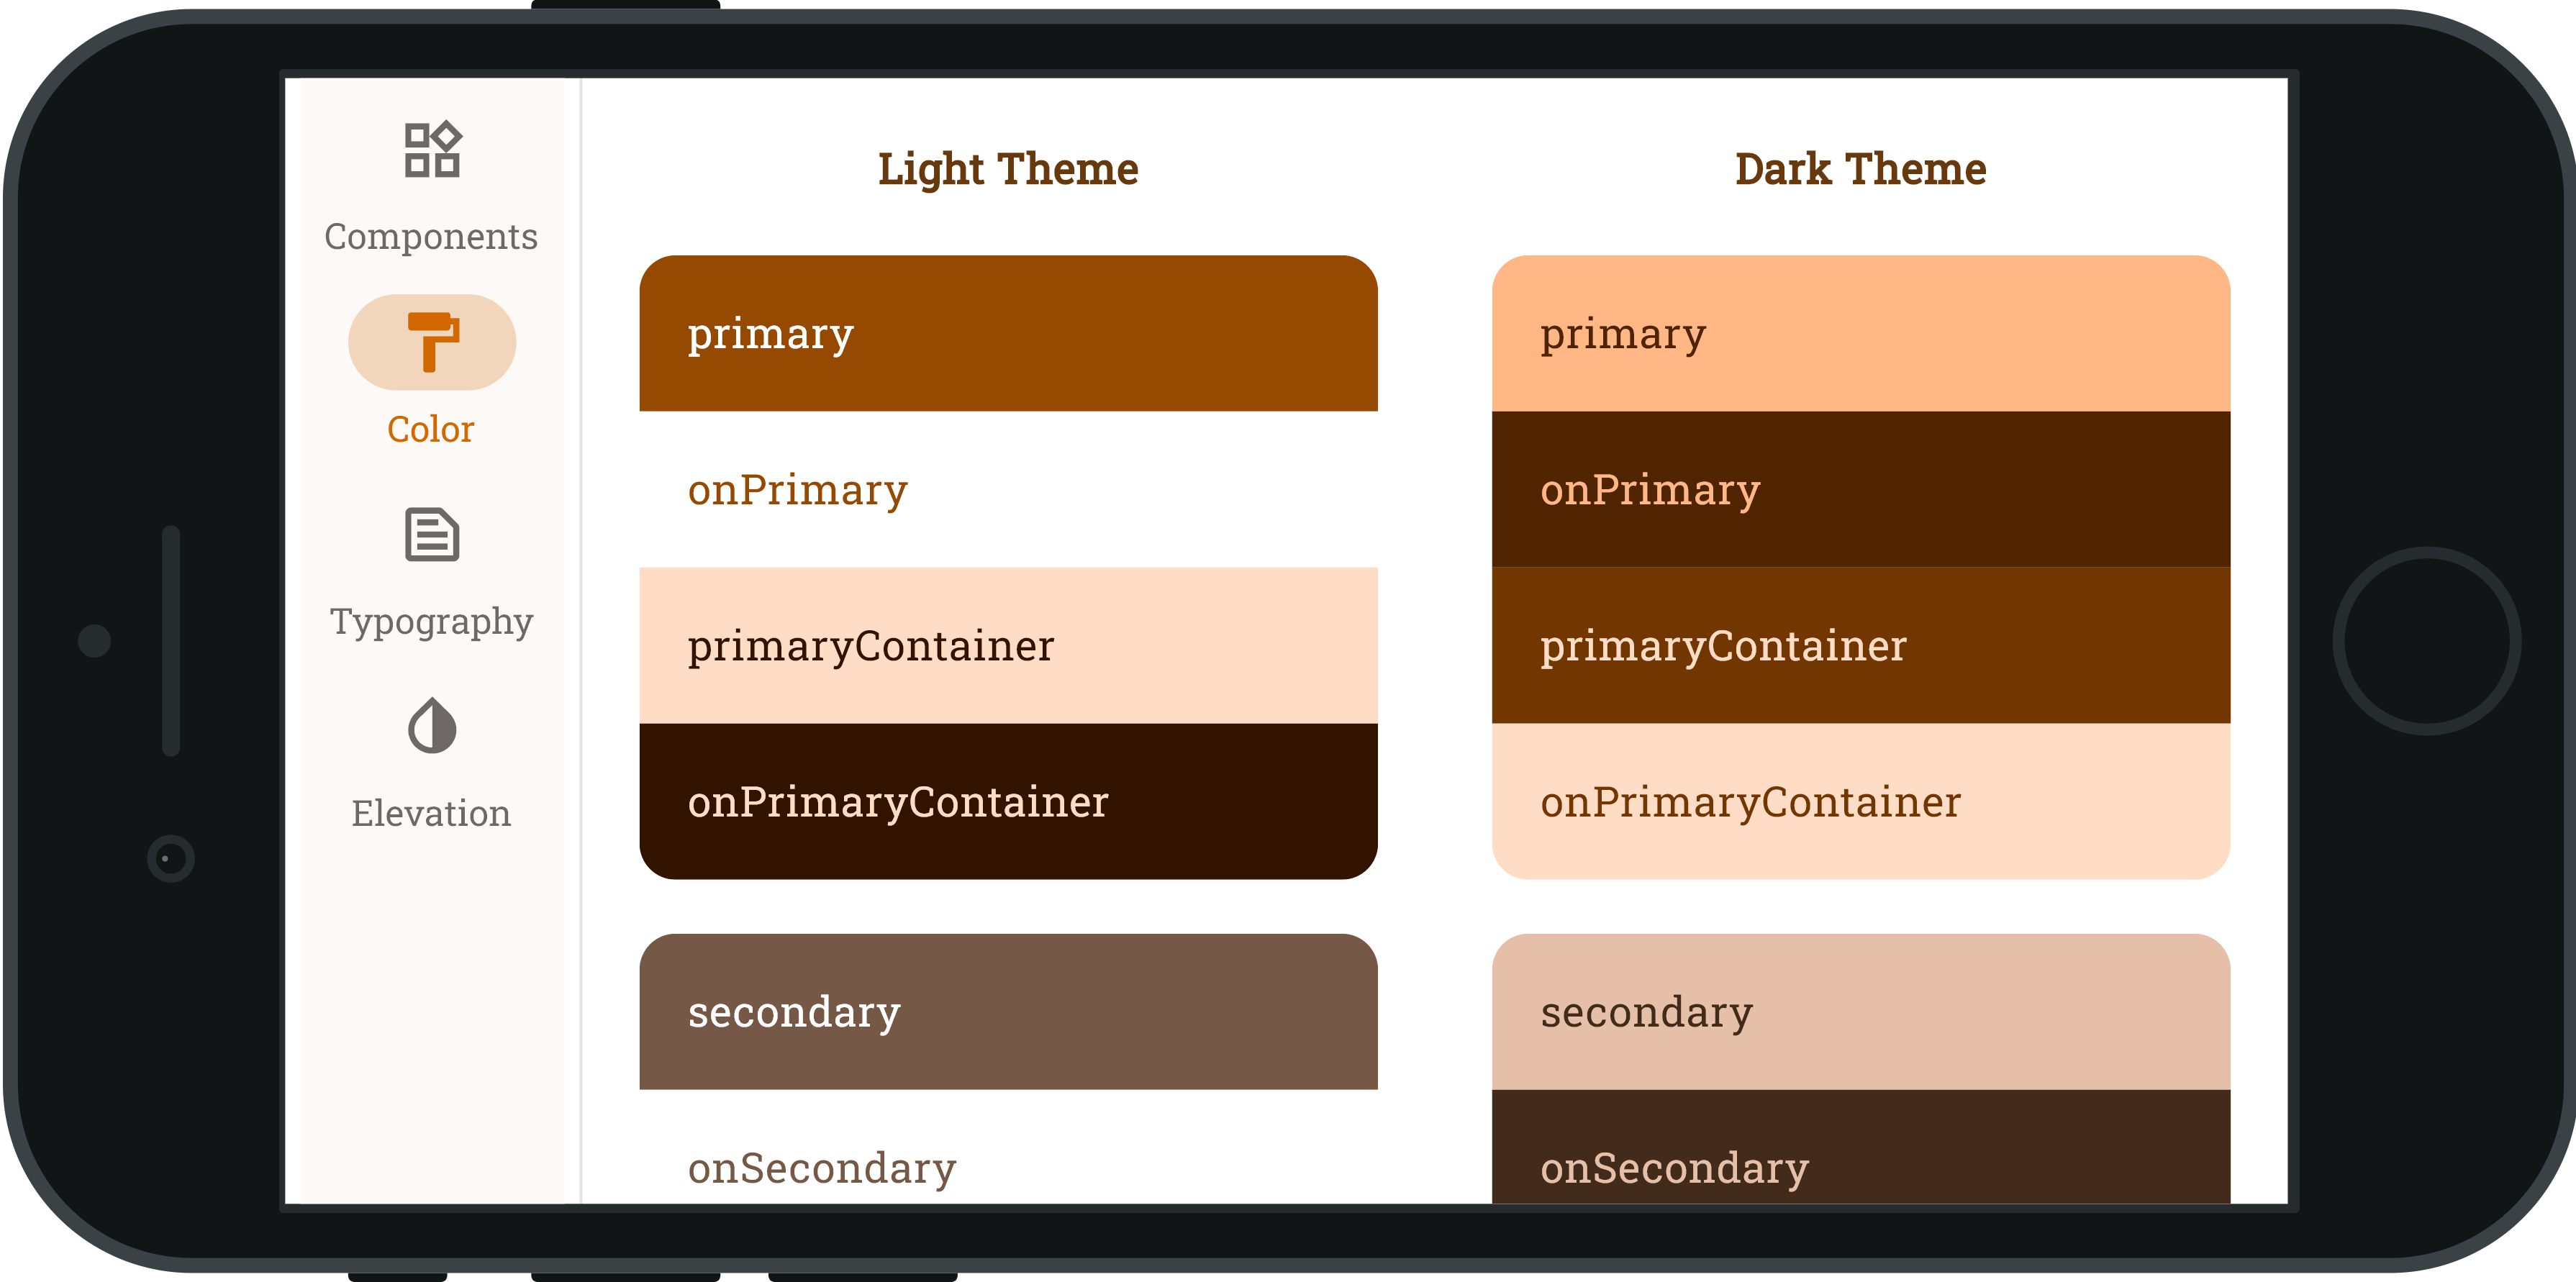 Components
Color
Typography
Elevation
Light Theme
primary
onPrimary
primaryContainer
onPrimaryContainer
secondary
onSecondary
Dark Theme
primary
onPrimary
primaryContainer
onPrimaryContainer
secondary
onSecondary